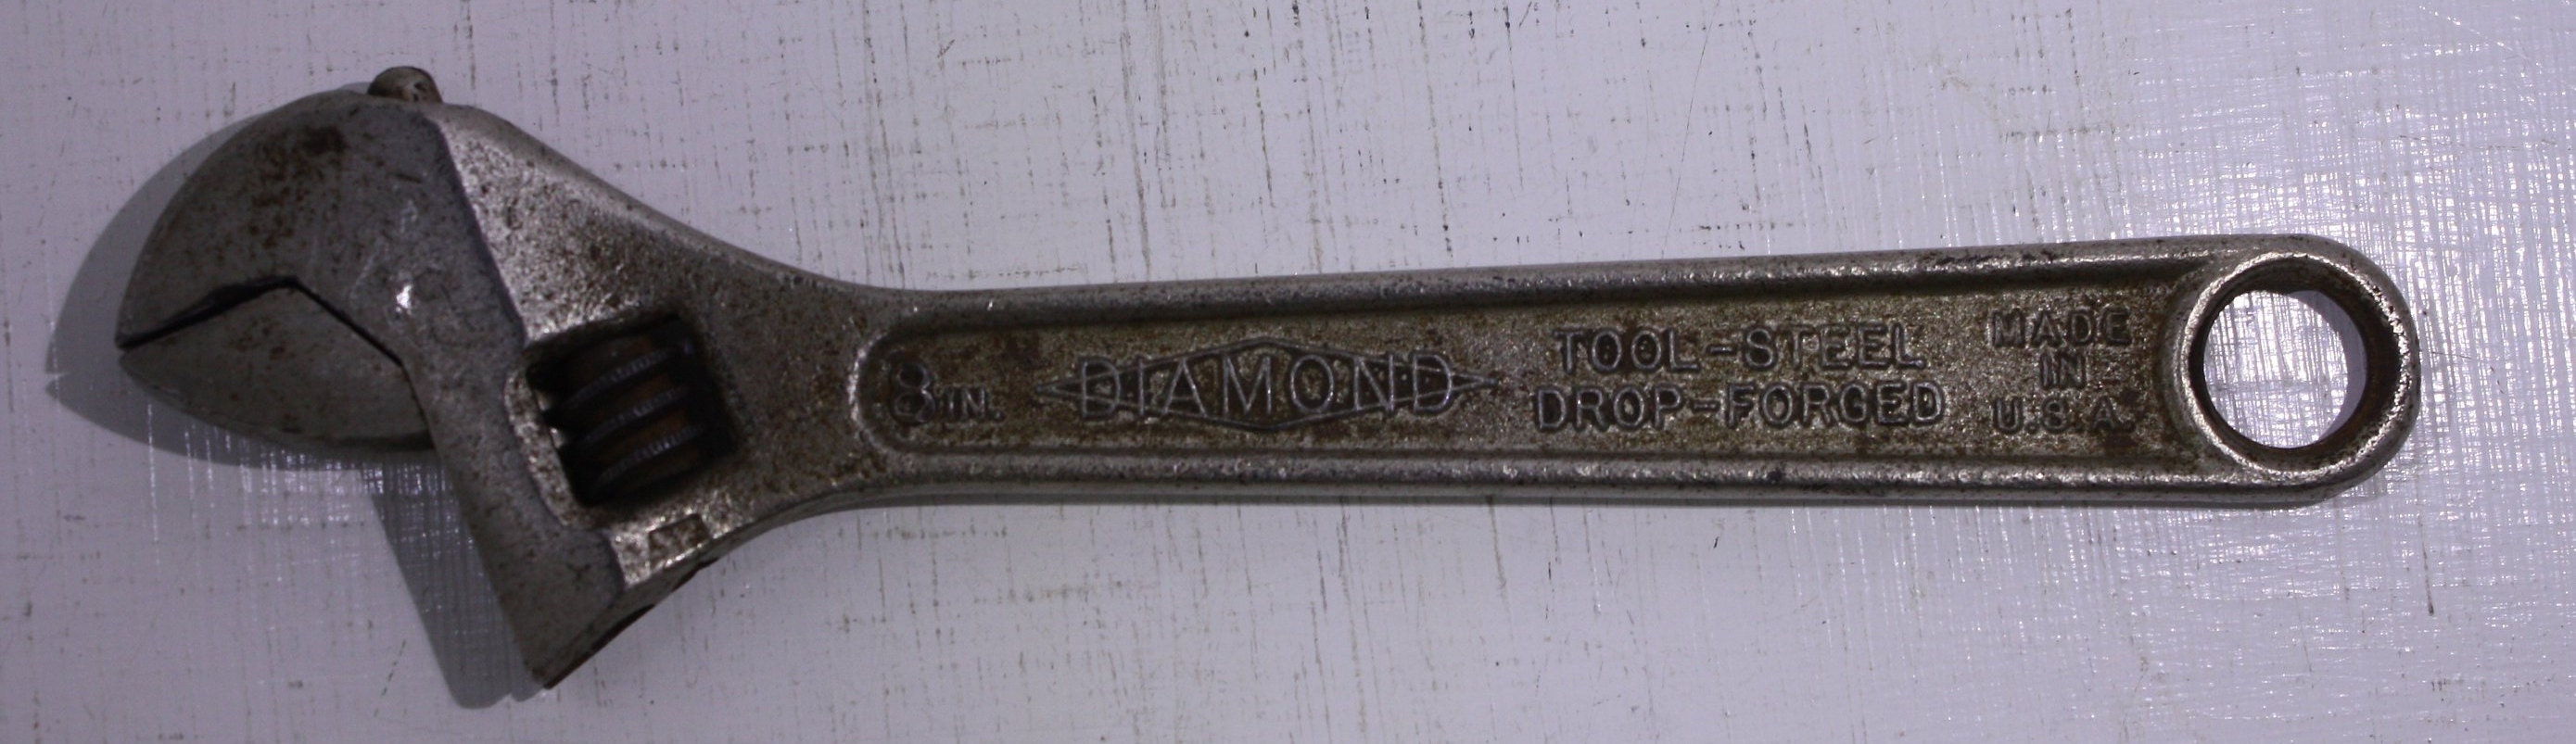 8 IN.
DIAMOND
TOOL-STEEL
DROP-FORGED
MADE
IN
U.S.A.